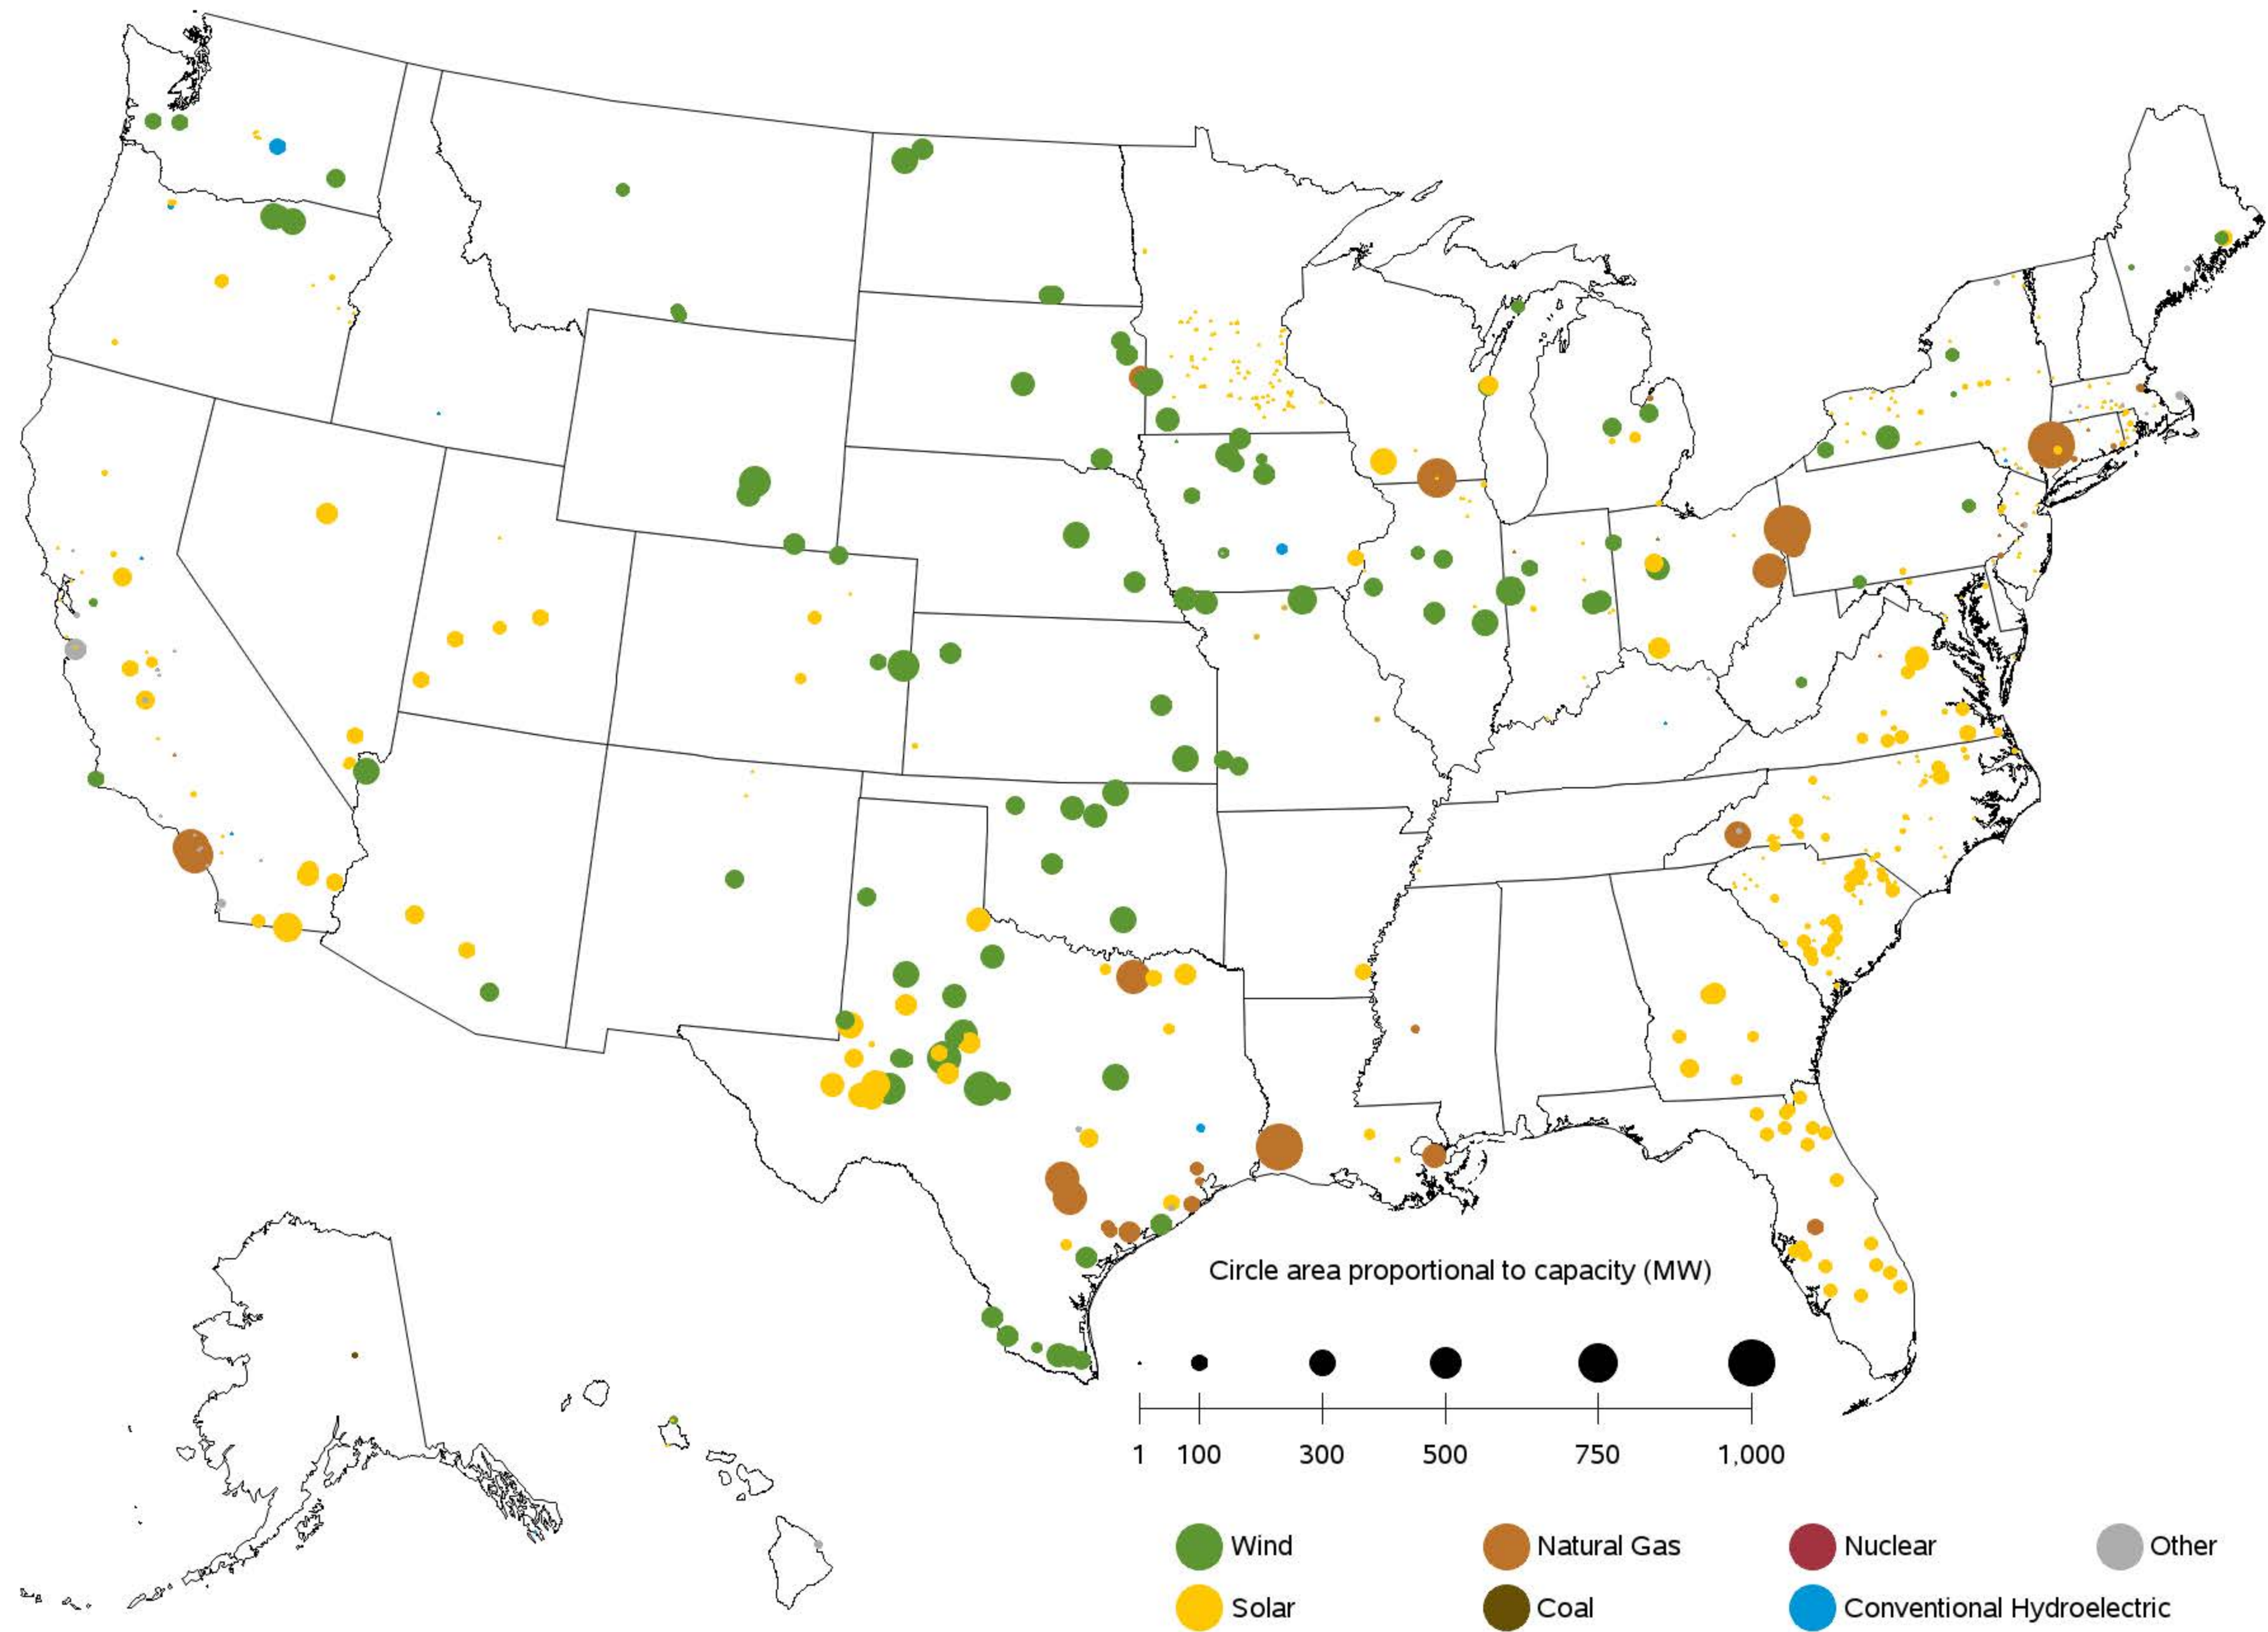 Circle area proportional to capacity (MW)
1 100 300 500 750 1,000
Wind Natural Gas Nuclear Other
Solar Coal Conventional Hydroelectric